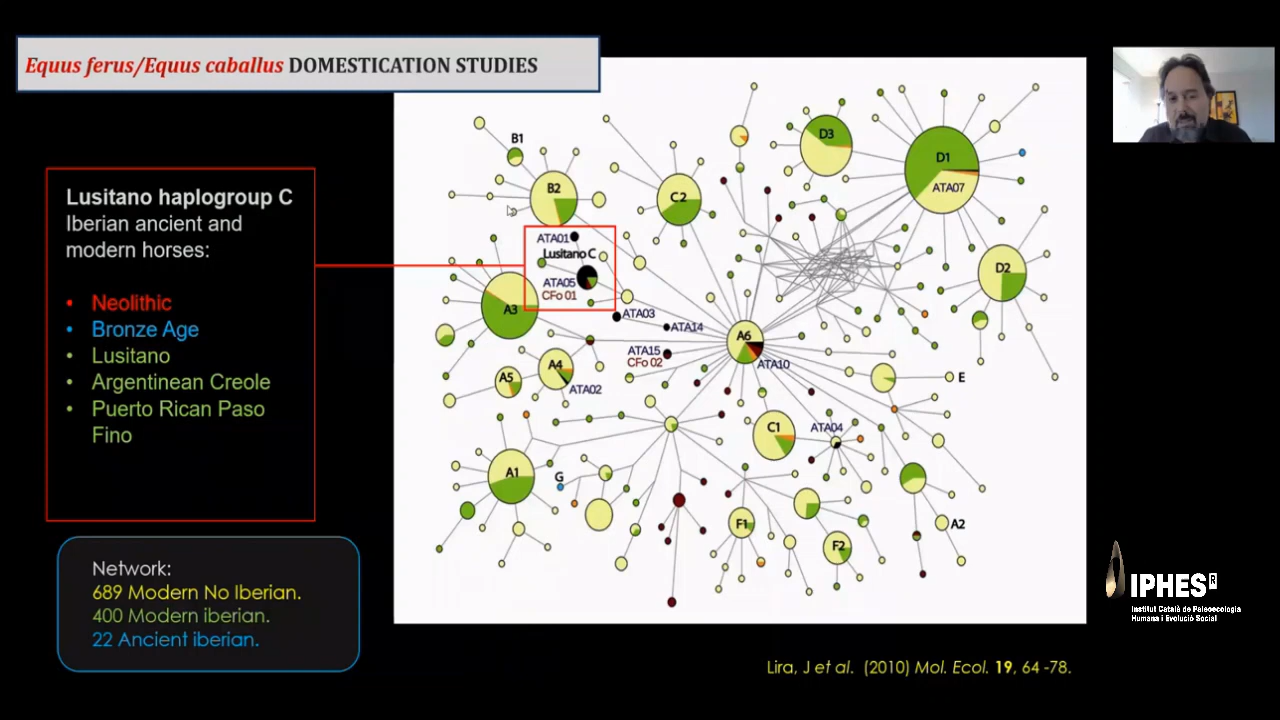 Equus ferus/Equus caballus DOMESTICATION STUDIES
Lusitano haplogroup C
Iberian ancient and
modern horses:
• Neolithic
• Bronze Age
• Lusitano
• Argentinean Creole
• Puerto Rican Paso
Fino
Network:
689 Modern No Iberian.
400 Modern iberian.
22 Ancient iberian.
B1
B2
C2
D3
D1
ATA07
ATA01
Lusitano C
ATA05
CFo 01
D2
A3
ATA03
ATA14
A6
ATA15
CFo 02
ATA10
A5
A4
ATA02
E
C1
ATA04
A1
G
F1
F2
A2
IPHES R
Institut Català de Paleoecologia
Humana i Evolució Social
Lira, J et al. (2010) Mol. Ecol. 19, 64 -78.